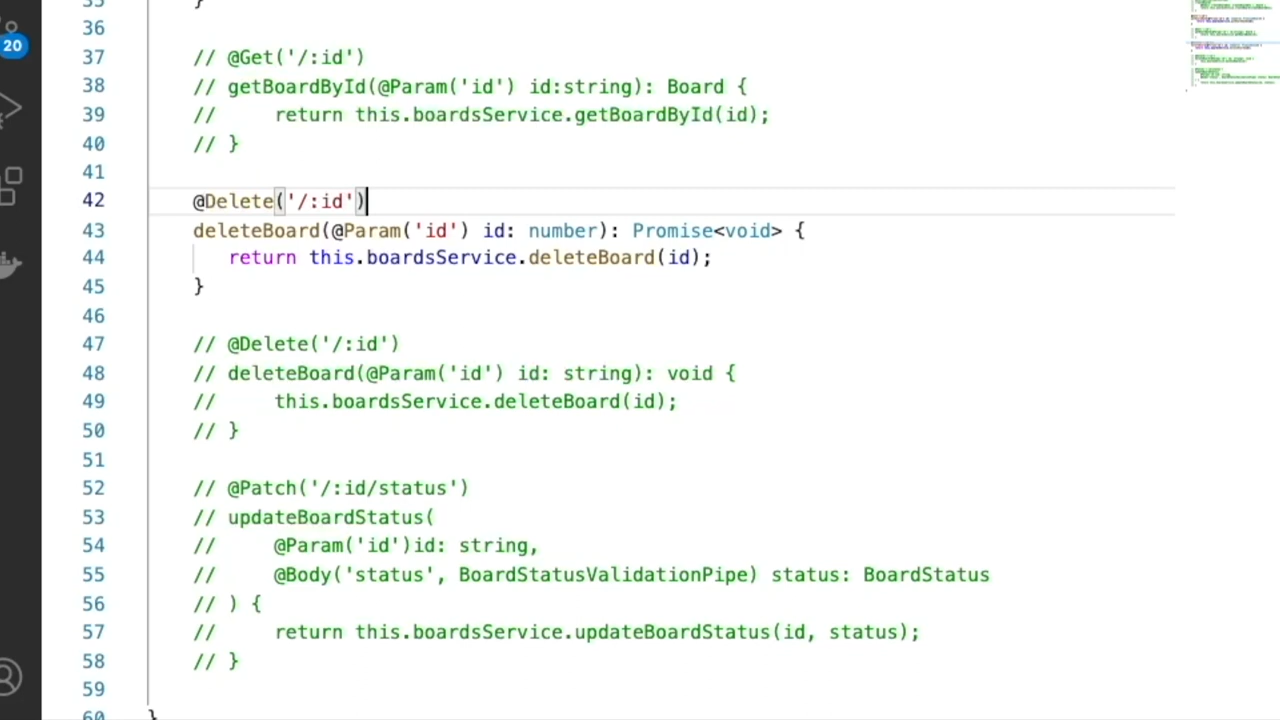 35 }
36
20
37 // @Get('/:id')
38 // getBoardById(@Param('id') id:string): Board {
39 //     return this.boardsService.getBoardById(id);
40 // }
41
42 @Delete('/:id')
43 deleteBoard(@Param('id') id: number): Promise<void> {
44    return this.boardsService.deleteBoard(id);
45 }
46
47 // @Delete('/:id')
48 // deleteBoard(@Param('id') id: string): void {
49 //     this.boardsService.deleteBoard(id);
50 // }
51
52 // @Patch('/:id/status')
53 // updateBoardStatus(
54 //     @Param('id')id: string,
55 //     @Body('status', BoardStatusValidationPipe) status: BoardStatus
56 // ) {
57 //     return this.boardsService.updateBoardStatus(id, status);
58 // }
59
60 }